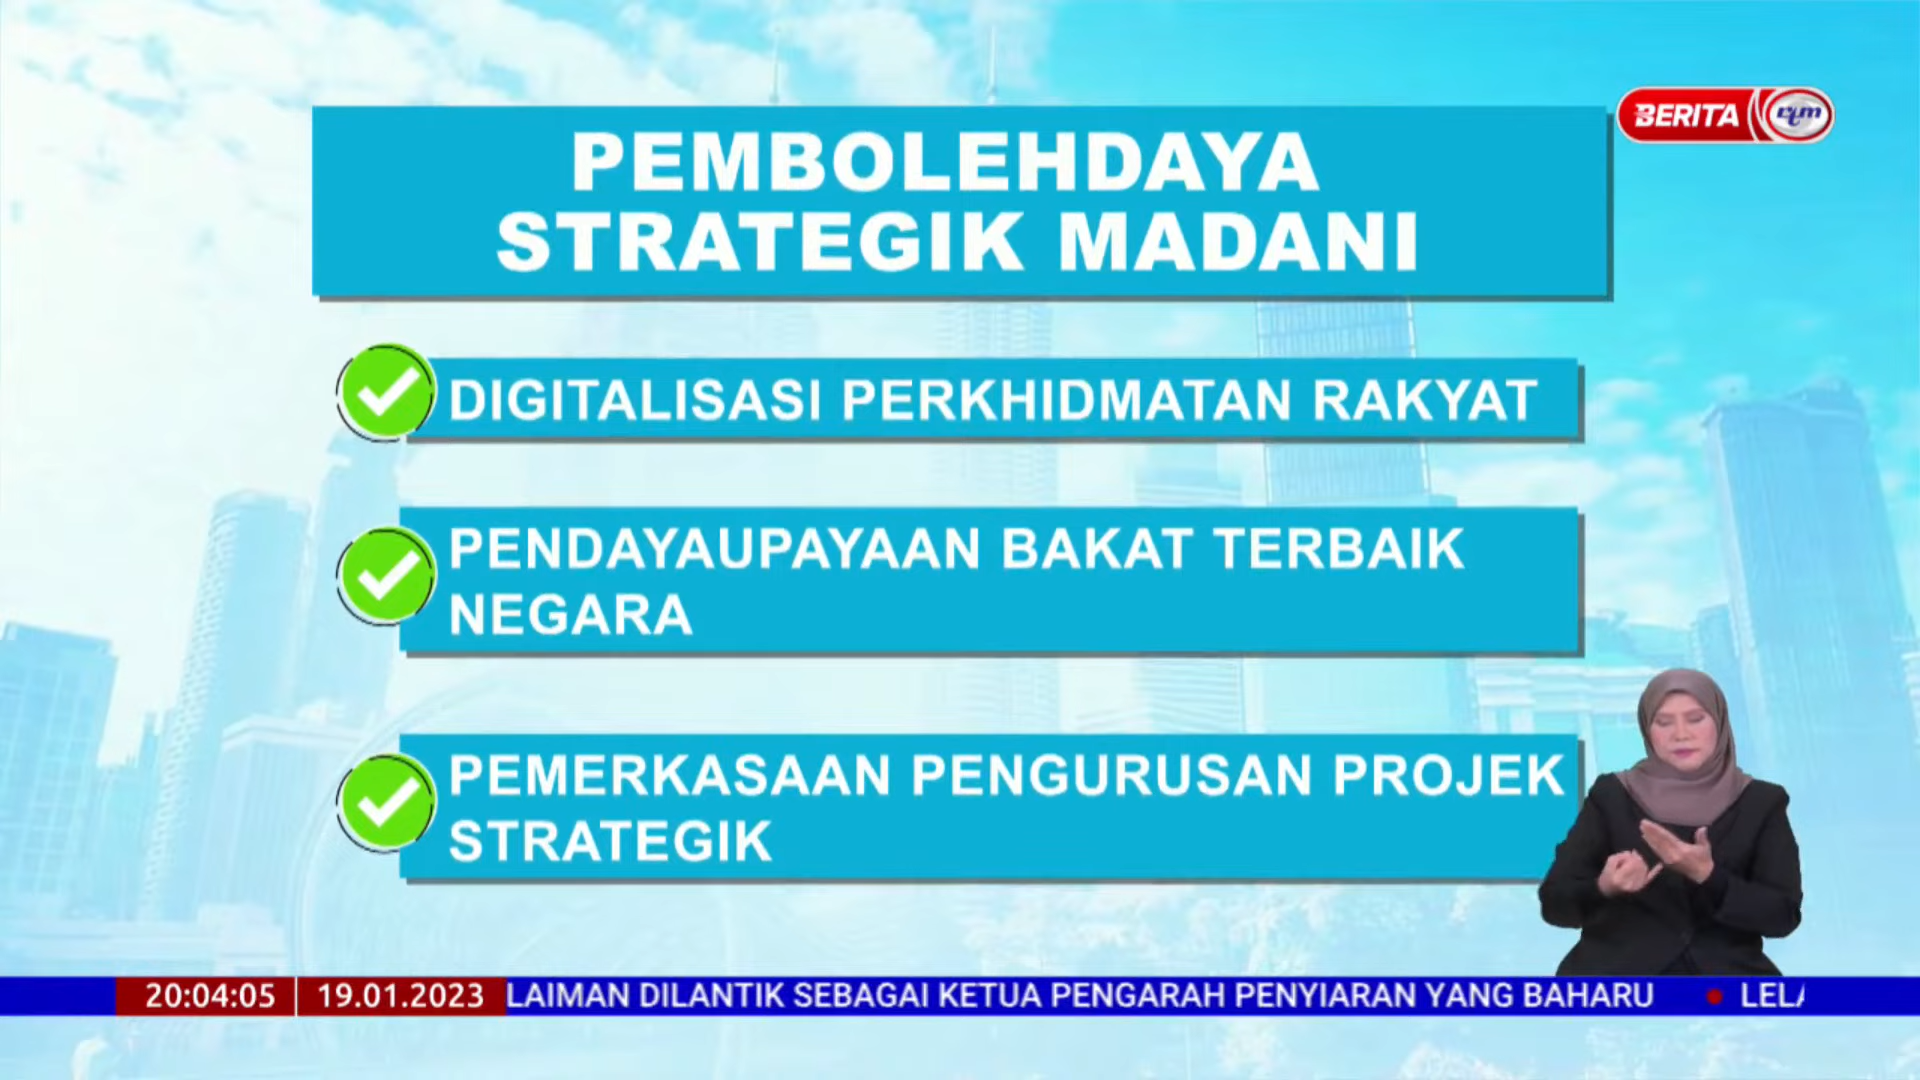 BERITA rtm
PEMBOLEHDAYA
STRATEGIK MADANI
DIGITALISASI PERKHIDMATAN RAKYAT
PENDAYAUPAYAAN BAKAT TERBAIK
NEGARA
PEMERKASAAN PENGURUSAN PROJEK
STRATEGIK
20:04:05 19.01.2023 LAIMAN DILANTIK SEBAGAI KETUA PENGARAH PENYIARAN YANG BAHARU • LELA